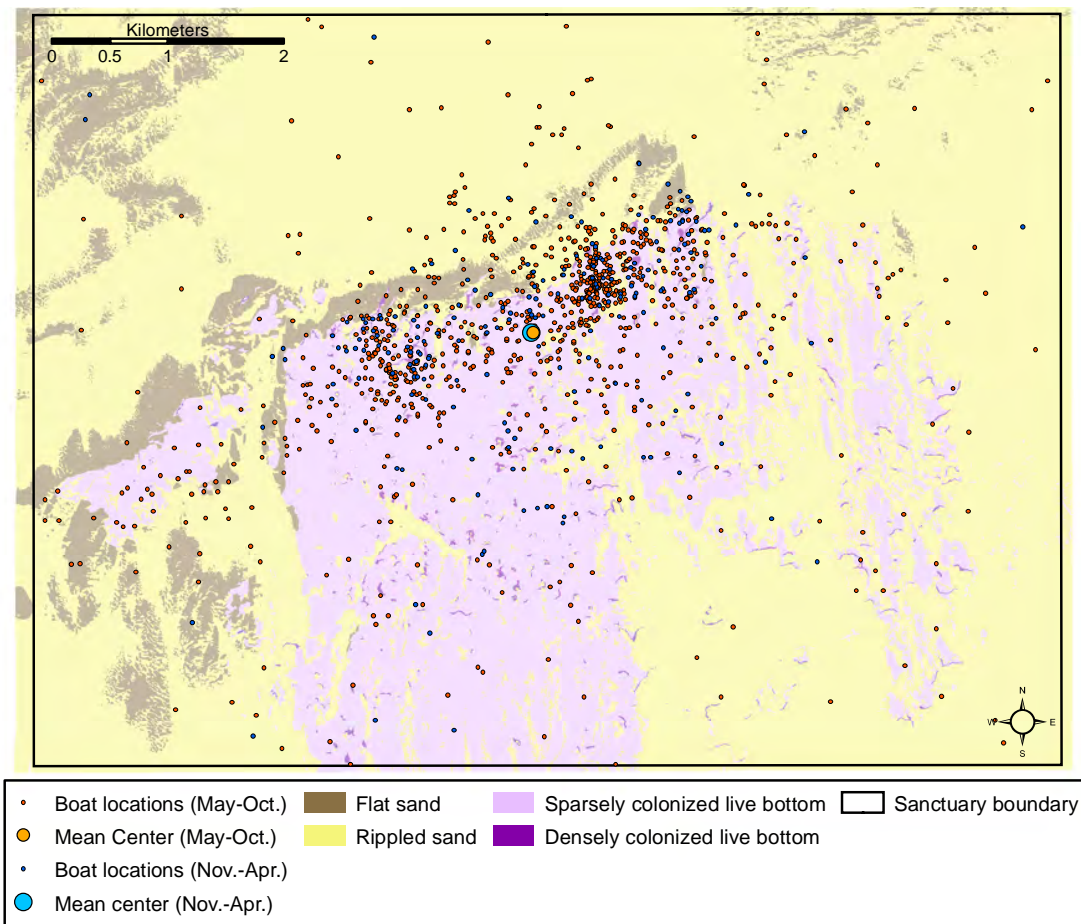 Kilometers
0 0.5 1 2
N
W E
S
Boat locations (May-Oct.) Flat sand Sparsely colonized live bottom Sanctuary boundary
Mean Center (May-Oct.) Rippled sand Densely colonized live bottom
Boat locations (Nov.-Apr.)
Mean center (Nov.-Apr.)